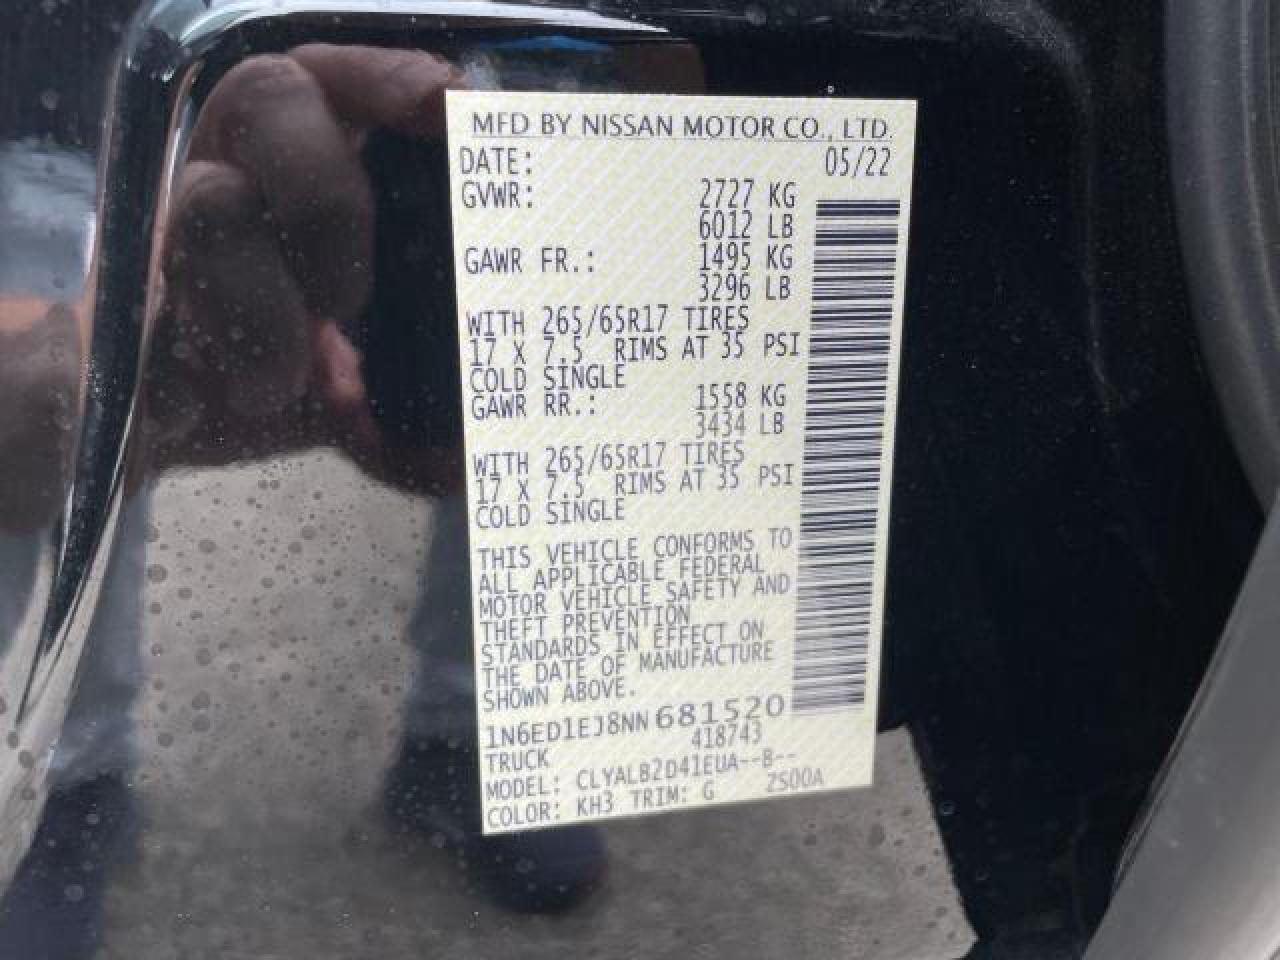 MFD BY NISSAN MOTOR CO., LTD.
DATE: 05/22
GVWR: 2727 KG
6012 LB
GAWR FR.: 1495 KG
3296 LB
WITH 265/65R17 TIRES
17 X 7.5 RIMS AT 35 PSI
COLD SINGLE
GAWR RR.: 1558 KG
3434 LB
WITH 265/65R17 TIRES
17 X 7.5 RIMS AT 35 PSI
COLD SINGLE
THIS VEHICLE CONFORMS TO
ALL APPLICABLE FEDERAL
MOTOR VEHICLE SAFETY AND
THEFT PREVENTION
STANDARDS IN EFFECT ON
THE DATE OF MANUFACTURE
SHOWN ABOVE.
1N6ED1EJ8NN681520
TRUCK 418743
MODEL: CLYALB2D41EUA--B--
COLOR: KH3 TRIM: G ZS00A